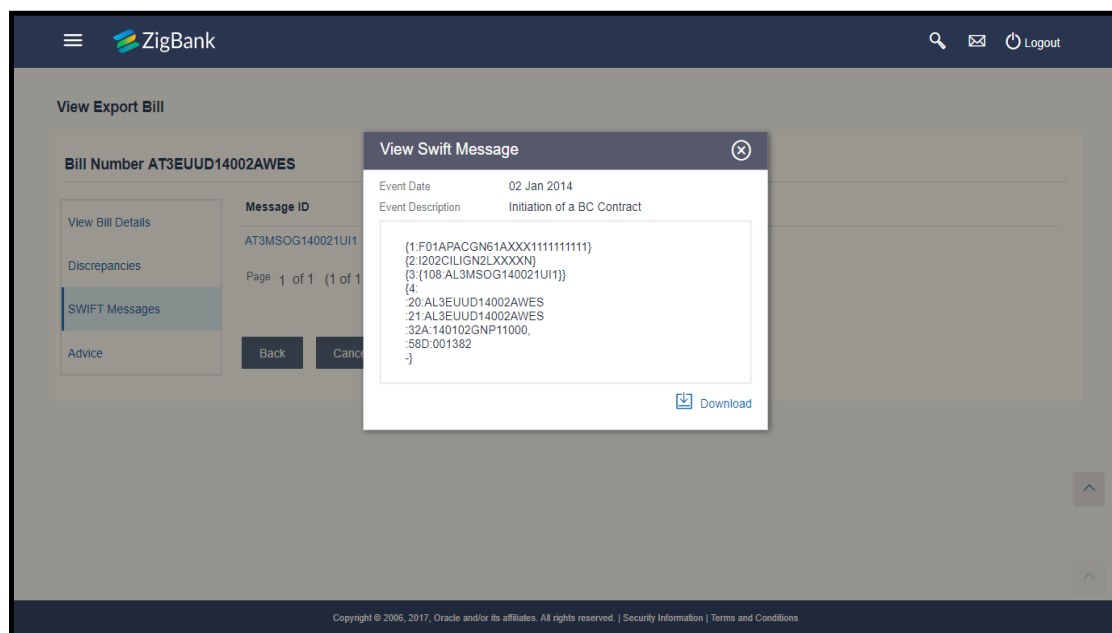 ZigBank
Logout
View Export Bill
Bill Number AT3EUUD14002AWES
View Bill Details
Discrepancies
SWIFT Messages
Advice
Message ID
AT3MSOG140021UI1
Page 1 of 1 (1 of 1
Back
Cance
View Swift Message
Event Date 02 Jan 2014
Event Description Initiation of a BC Contract
{1:F01APACGN61AXXX1111111111}
{2:I202CILIGN2LXXXXN}
{3:{108:AL3MSOG140021UI1}}
{4:
:20:AL3EUUD14002AWES
:21:AL3EUUD14002AWES
:32A:140102GNP11000,
:58D:001382
-}
Download
Copyright © 2006, 2017, Oracle and/or its affiliates. All rights reserved. | Security Information | Terms and Conditions